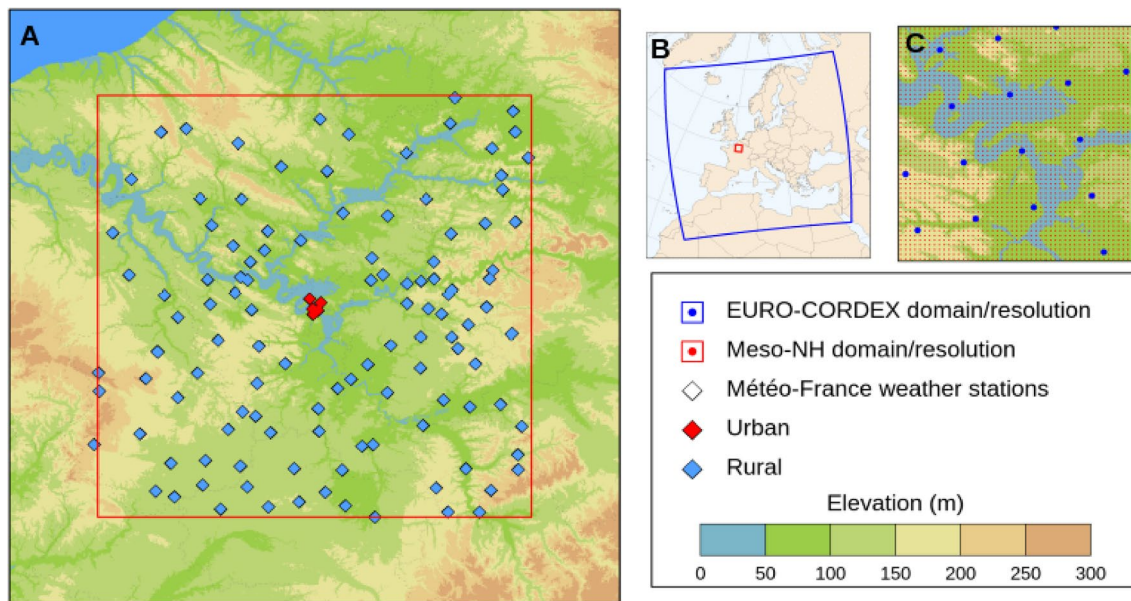 A
B
C
EURO-CORDEX domain/resolution
Meso-NH domain/resolution
Météo-France weather stations
Urban
Rural
Elevation (m)
0 50 100 150 200 250 300